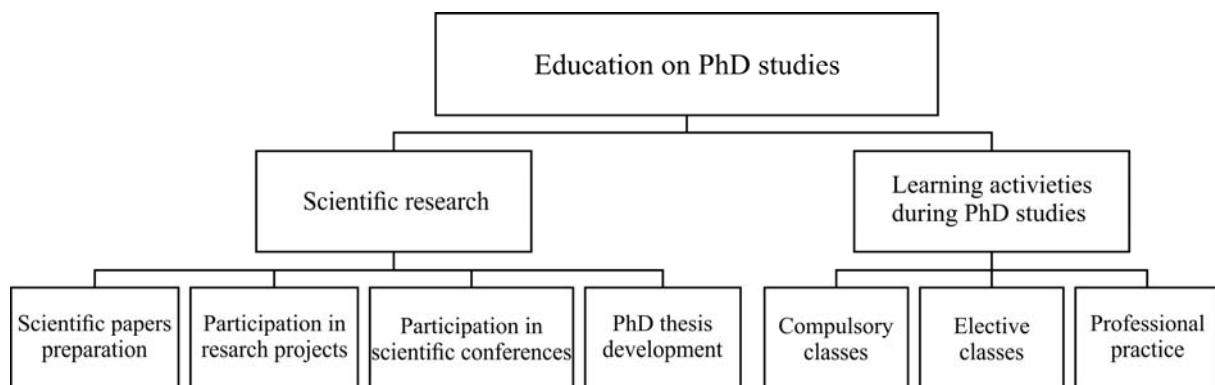 Education on PhD studies
Scientific research
Learning activieties
during PhD studies
Scientific papers
preparation
Participation in
resarch projects
Participation in
scientific conferences
PhD thesis
development
Compulsory
classes
Elective
classes
Professional
practice